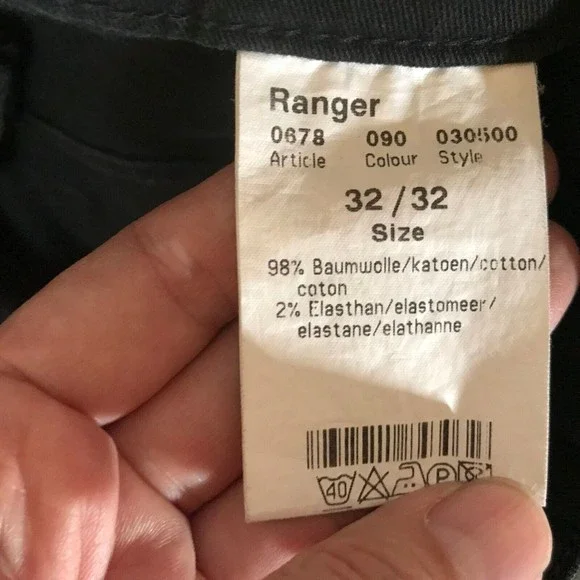 Ranger
0678 090 030500
Article Colour Style
32/32
Size
98% Baumwolle/katoen/cotton/
coton
2% Elasthan/elastomeer/
elastane/elathanne
40 P